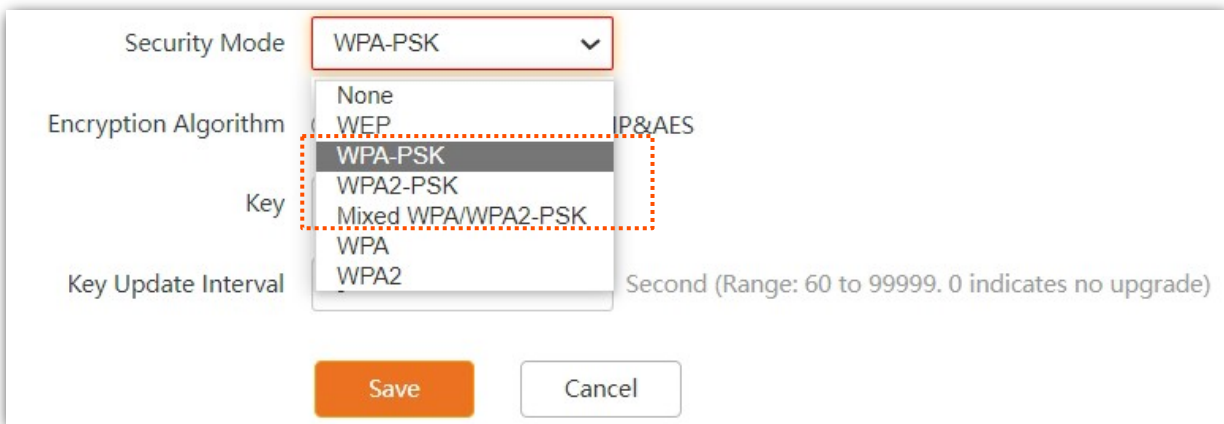 Security Mode WPA-PSK
None
Encryption Algorithm WEP IP&AES
WPA-PSK
WPA2-PSK
Key
Mixed WPA/WPA2-PSK
WPA
WPA2
Key Update Interval Second (Range: 60 to 99999. 0 indicates no upgrade)
Save Cancel